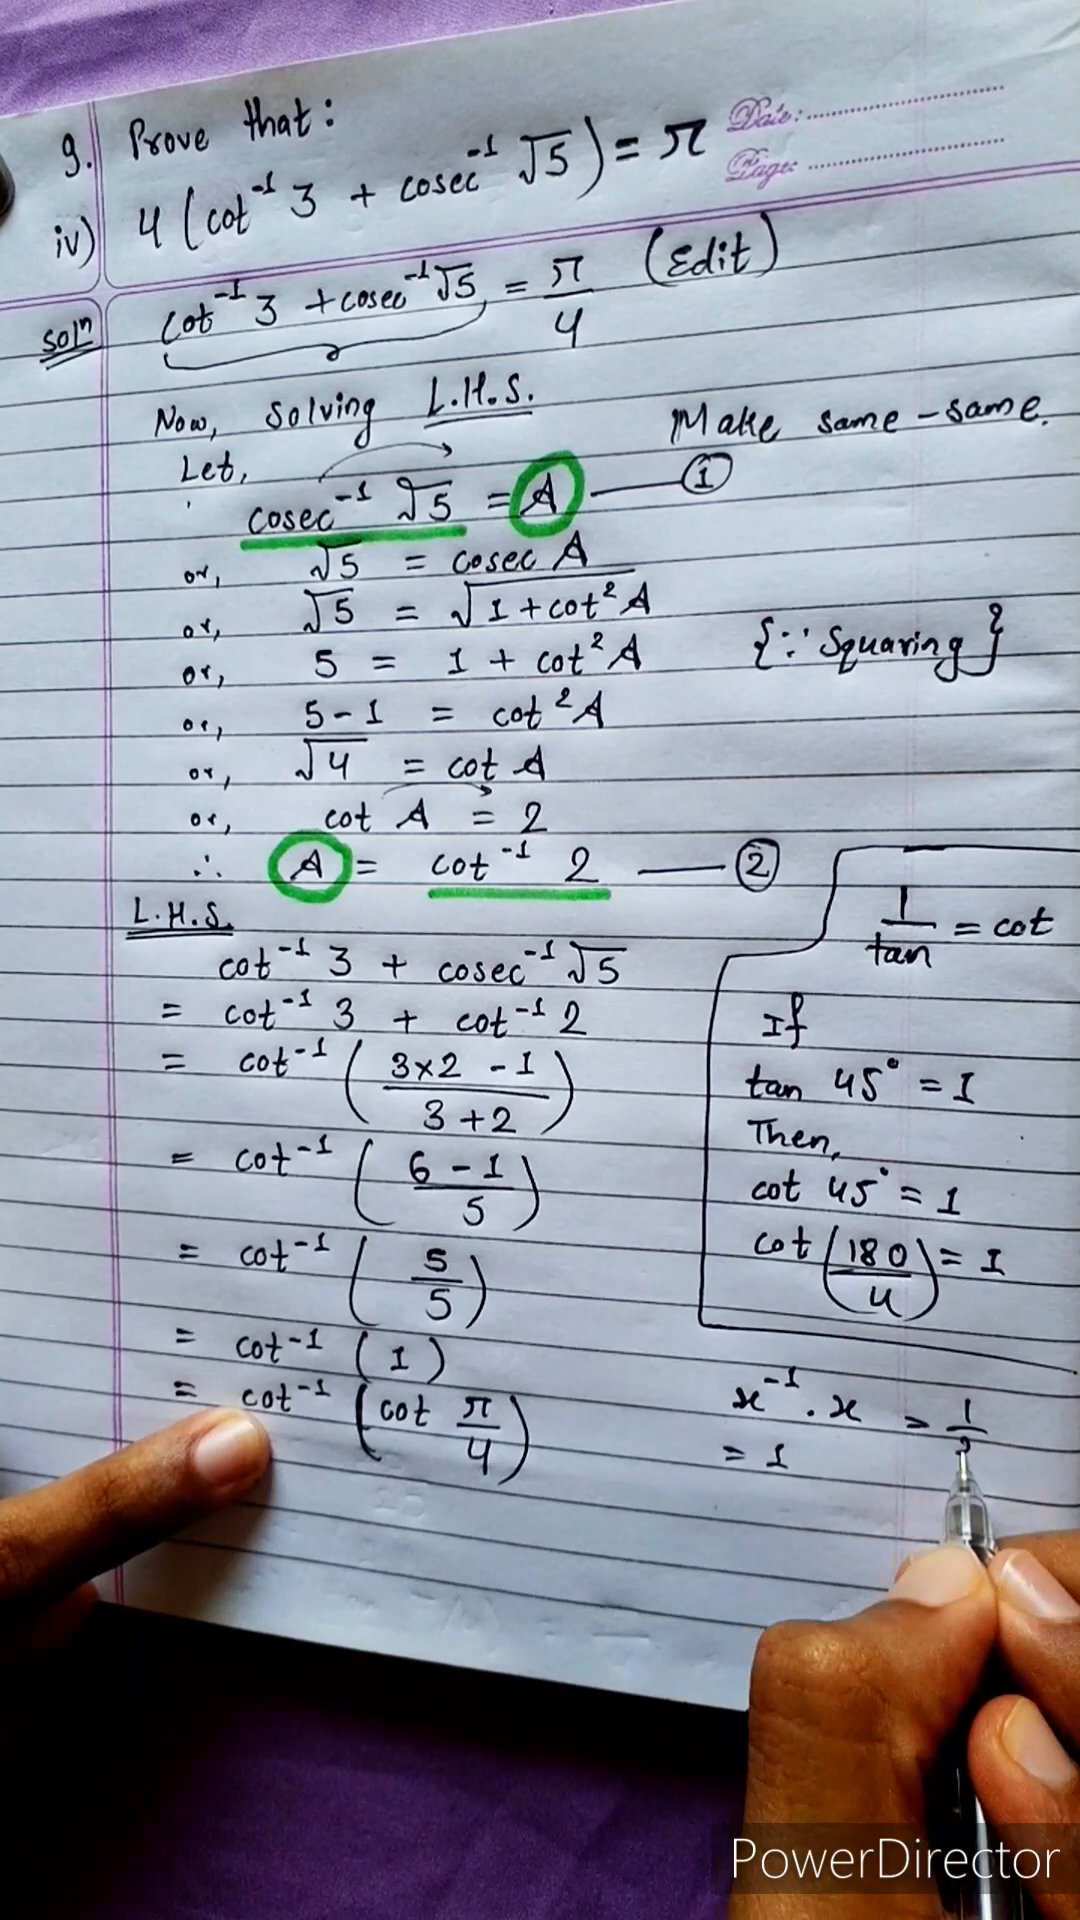 9. Prove that:
Date:
iv) 4 (cot⁻¹ 3 + cosec⁻¹ √5) = π
Page:
solⁿ cot⁻¹ 3 + cosec⁻¹ √5 = π/4 (Edit)
Now, Solving L.H.S.
Make same-same.
Let,
cosec⁻¹ √5 = A —— ①
or, √5 = cosec A
or, √5 = √(1 + cot² A)
or, 5 = 1 + cot² A {∵ Squaring}
or, 5 - 1 = cot² A
or, √4 = cot A
or, cot A = 2
∴ A = cot⁻¹ 2 —— ②
L.H.S.
cot⁻¹ 3 + cosec⁻¹ √5
= cot⁻¹ 3 + cot⁻¹ 2
= cot⁻¹ ((3×2 - 1)/(3+2))
= cot⁻¹ ((6 - 1)/5)
= cot⁻¹ (5/5)
= cot⁻¹ (1)
= cot⁻¹ (cot π/4)
1/tan = cot
If
tan 45° = 1
Then,
cot 45° = 1
cot (180/4) = 1
x⁻¹ . x = 1/
= 1
PowerDirector